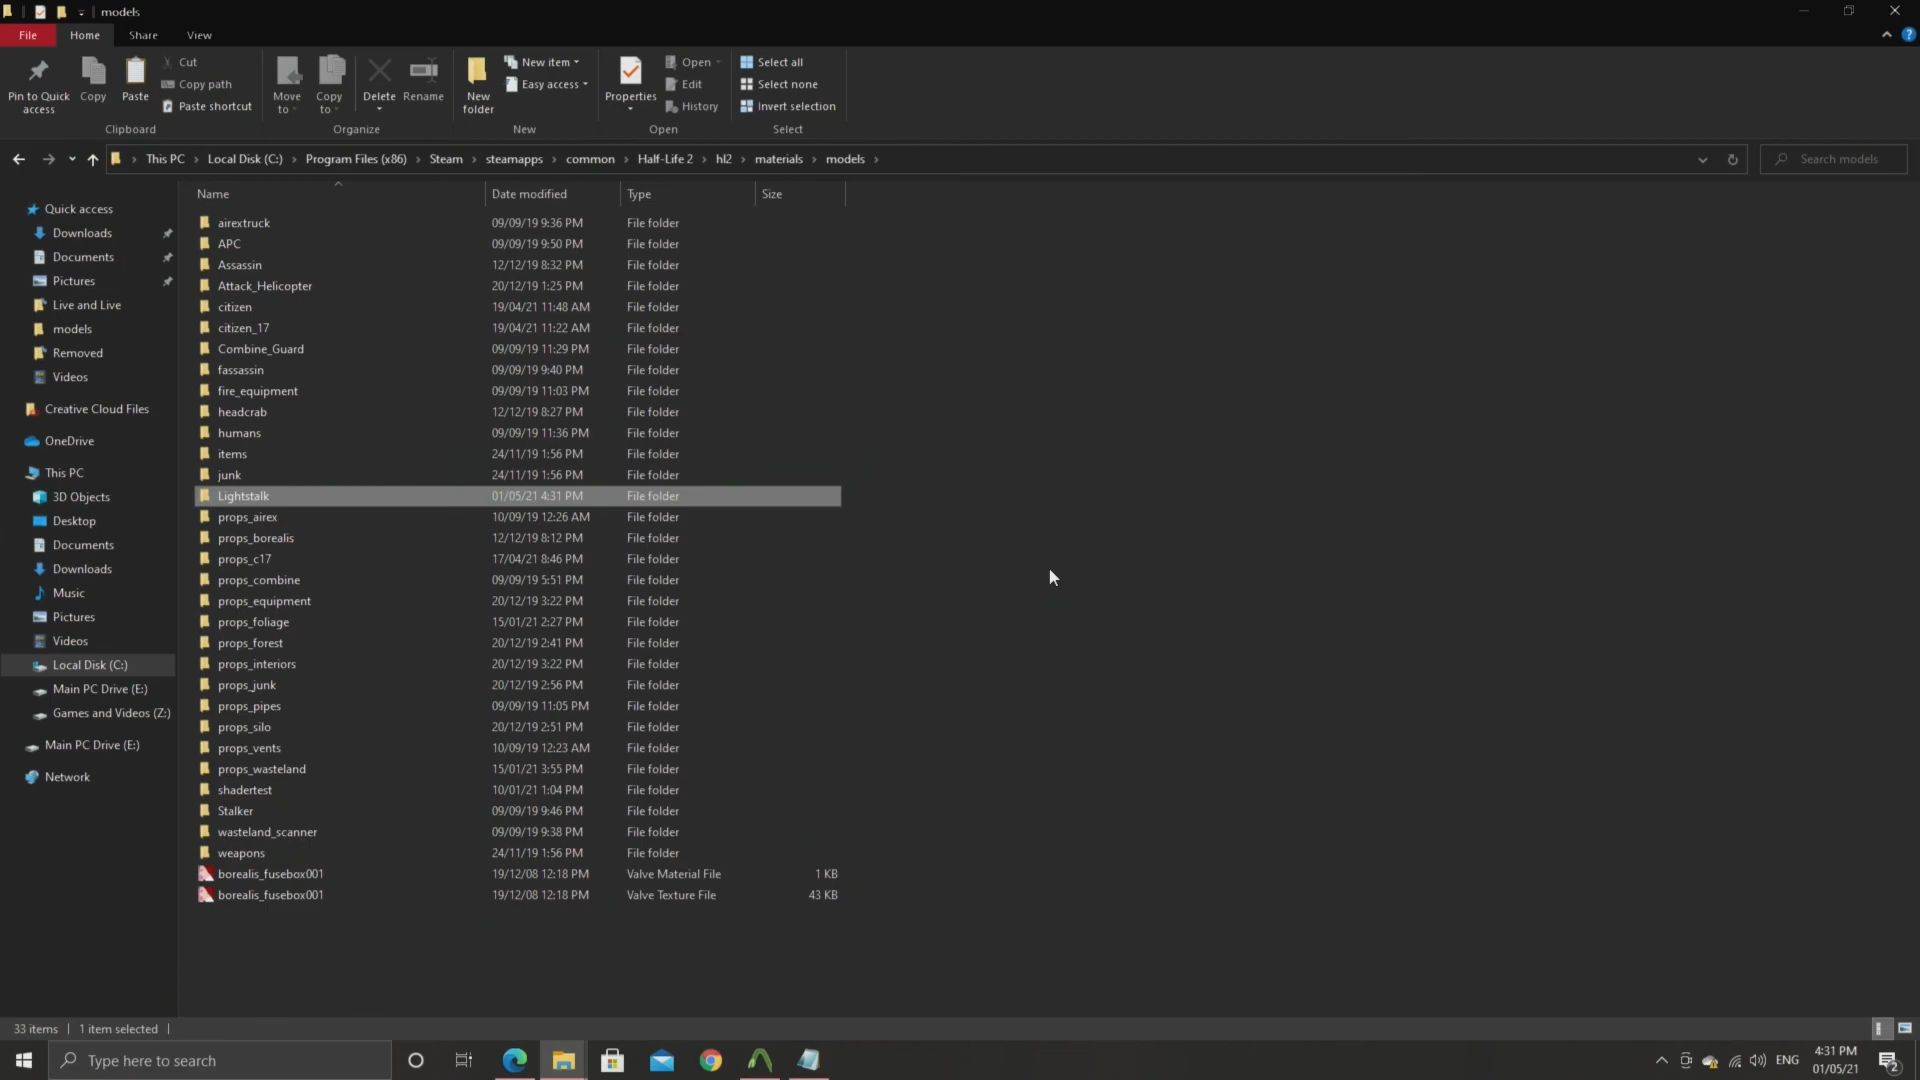 models
File
Home
Share
View
Pin to Quick access
Copy
Paste
Cut
Copy path
Paste shortcut
Clipboard
Move to
Copy to
Delete
Rename
Organize
New folder
New item
Easy access
New
Properties
Open
Edit
History
Open
Select all
Select none
Invert selection
Select
This PC
Local Disk (C:)
Program Files (x86)
Steam
steamapps
common
Half-Life 2
hl2
materials
models
Search models
Quick access
Downloads
Documents
Pictures
Live and Live
models
Removed
Videos
Creative Cloud Files
OneDrive
This PC
3D Objects
Desktop
Documents
Downloads
Music
Pictures
Videos
Local Disk (C:)
Main PC Drive (E:)
Games and Videos (Z:)
Main PC Drive (E:)
Network
Name Date modified Type Size
airextruck 09/09/19 9:36 PM File folder
APC 09/09/19 9:50 PM File folder
Assassin 12/12/19 8:32 PM File folder
Attack_Helicopter 20/12/19 1:25 PM File folder
citizen 19/04/21 11:48 AM File folder
citizen_17 19/04/21 11:22 AM File folder
Combine_Guard 09/09/19 11:29 PM File folder
fassassin 09/09/19 9:40 PM File folder
fire_equipment 09/09/19 11:03 PM File folder
headcrab 12/12/19 8:27 PM File folder
humans 09/09/19 11:36 PM File folder
items 24/11/19 1:56 PM File folder
junk 24/11/19 1:56 PM File folder
Lightstalk 01/05/21 4:31 PM File folder
props_airex 10/09/19 12:26 AM File folder
props_borealis 12/12/19 8:12 PM File folder
props_c17 17/04/21 8:46 PM File folder
props_combine 09/09/19 5:51 PM File folder
props_equipment 20/12/19 3:22 PM File folder
props_foliage 15/01/21 2:27 PM File folder
props_forest 20/12/19 2:41 PM File folder
props_interiors 20/12/19 3:22 PM File folder
props_junk 20/12/19 2:56 PM File folder
props_pipes 09/09/19 11:05 PM File folder
props_silo 20/12/19 2:51 PM File folder
props_vents 10/09/19 12:23 AM File folder
props_wasteland 15/01/21 3:55 PM File folder
shadertest 10/01/21 1:04 PM File folder
Stalker 09/09/19 9:46 PM File folder
wasteland_scanner 09/09/19 9:38 PM File folder
weapons 24/11/19 1:56 PM File folder
borealis_fusebox001 19/12/08 12:18 PM Valve Material File 1 KB
borealis_fusebox001 19/12/08 12:18 PM Valve Texture File 43 KB
33 items
1 item selected
Type here to search
ENG
4:31 PM
01/05/21
2